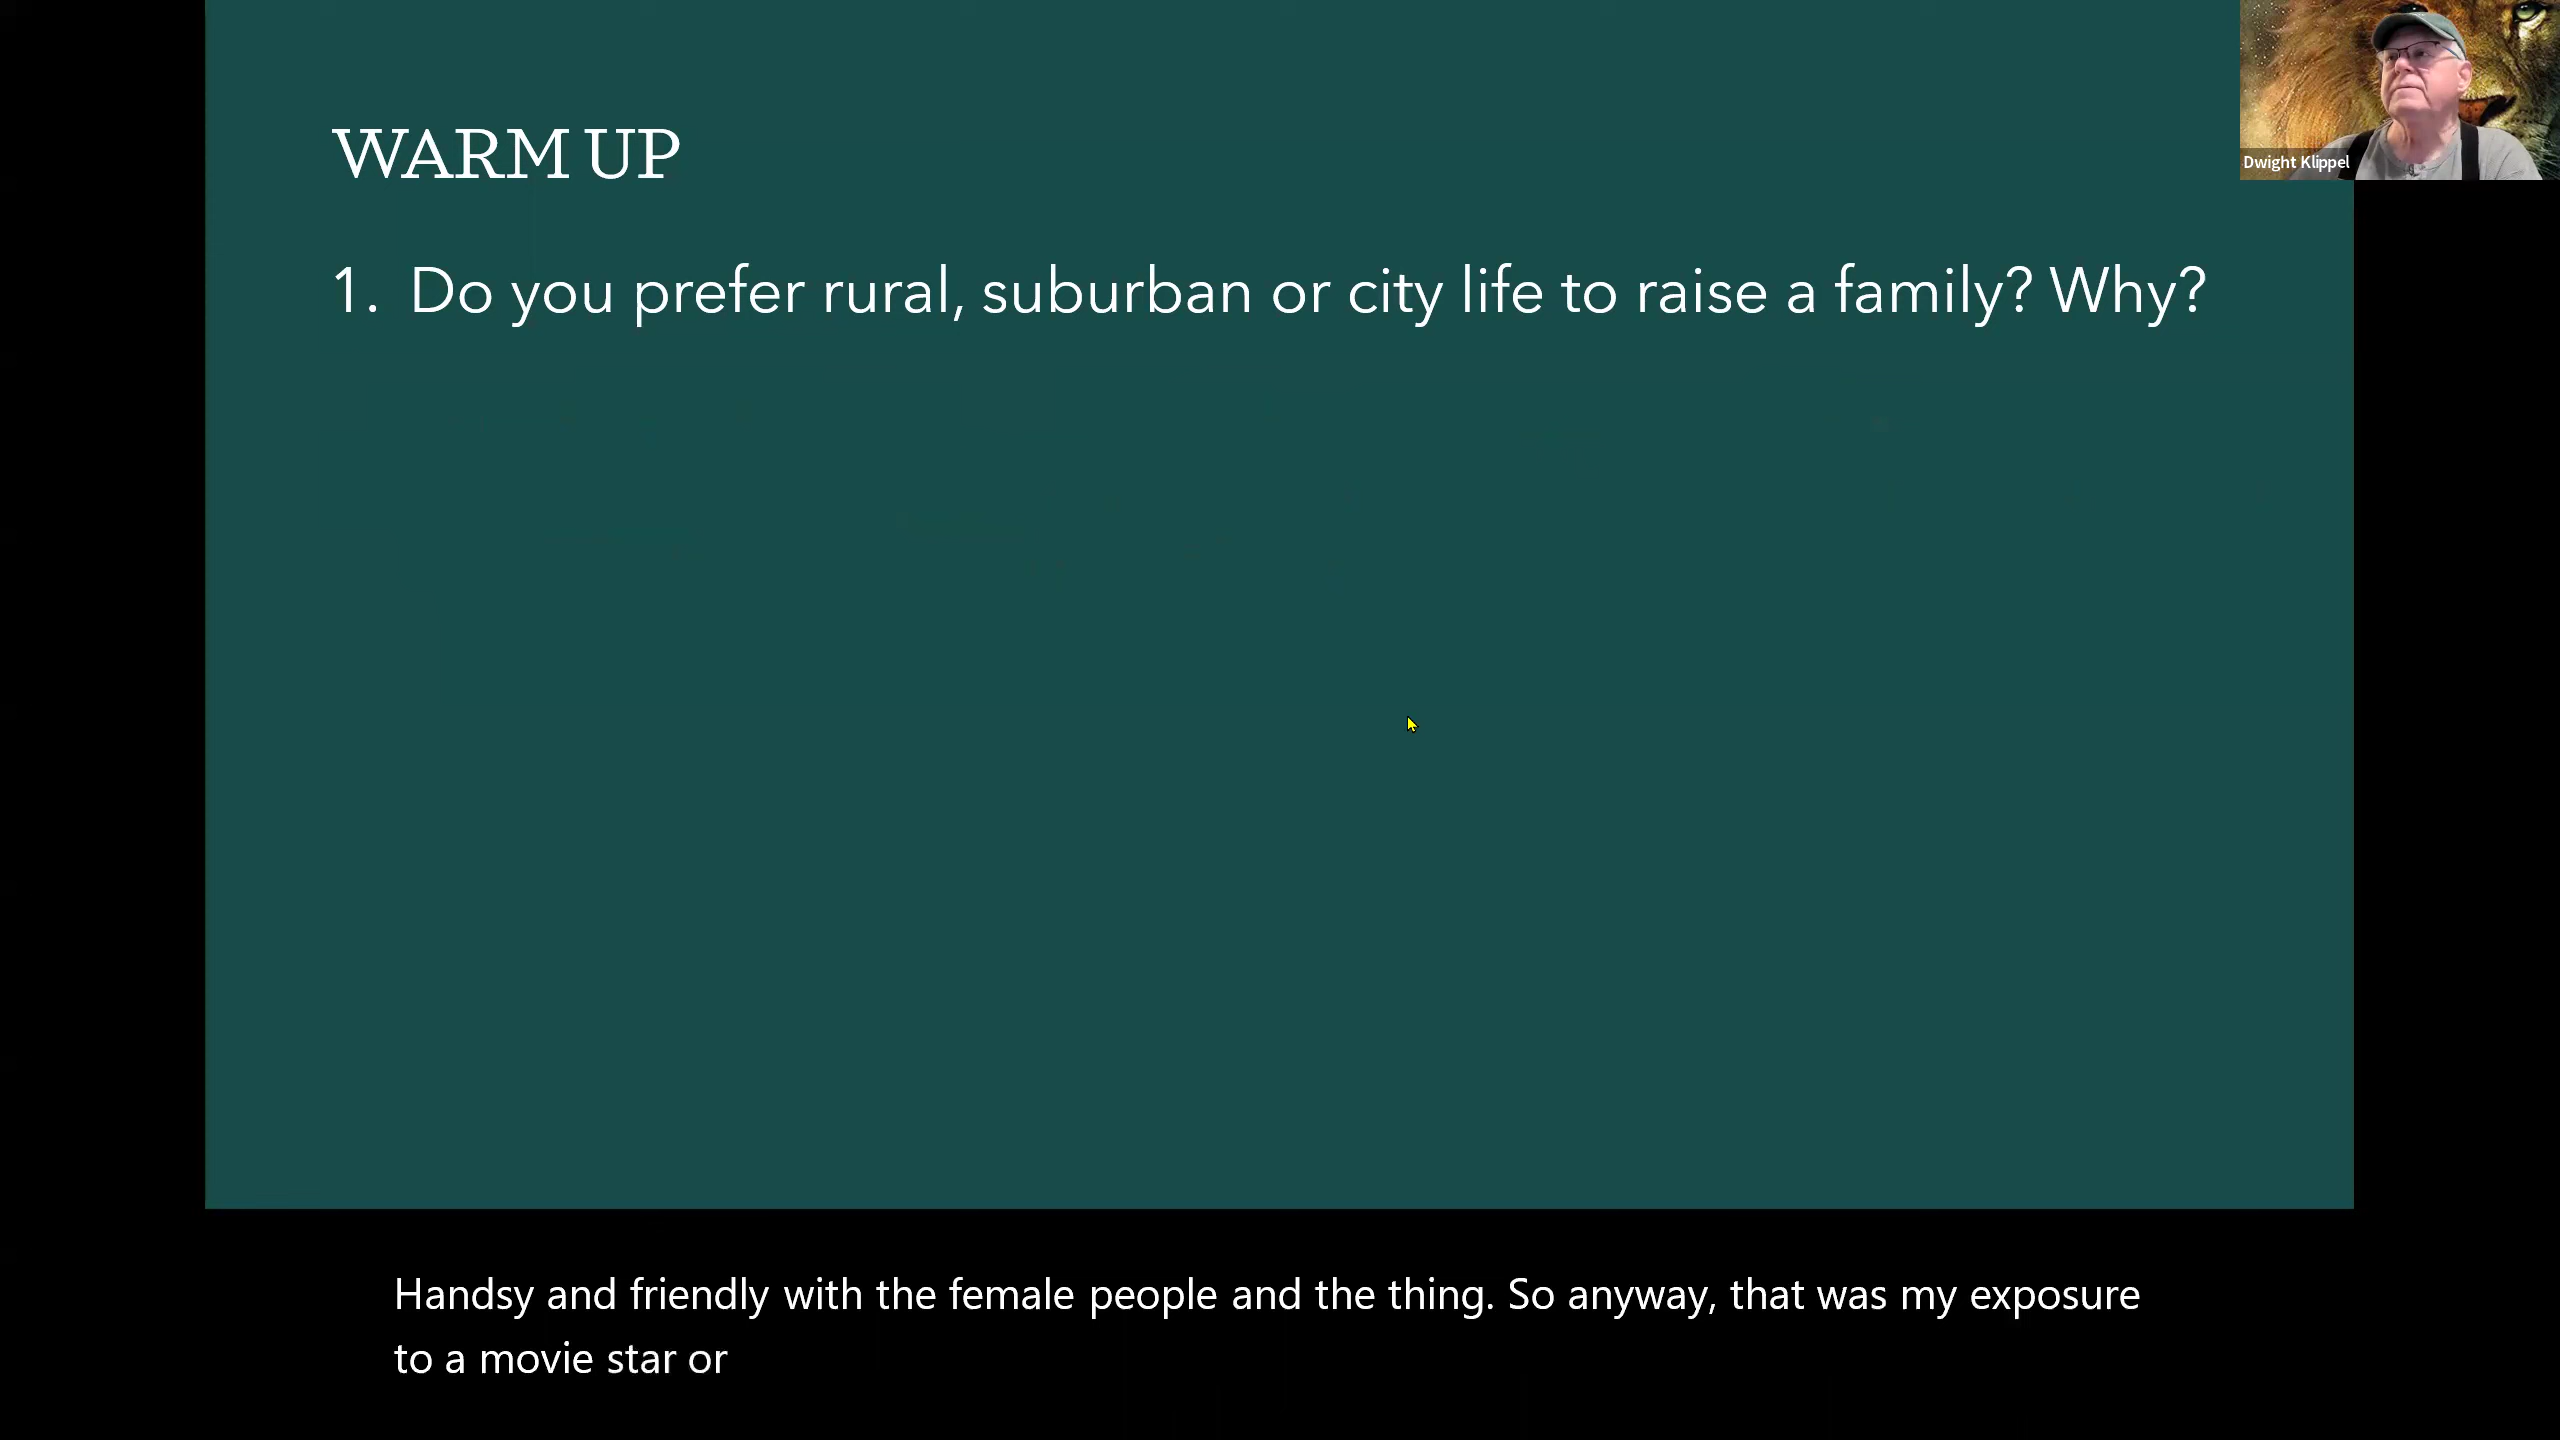 WARM UP
1. Do you prefer rural, suburban or city life to raise a family? Why?
Dwight Klippel
Handsy and friendly with the female people and the thing. So anyway, that was my exposure
to a movie star or